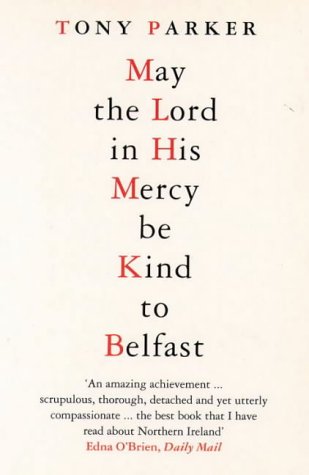 TONY PARKER
May
the Lord
in His
Mercy
be
Kind
to
Belfast
'An amazing achievement ...
scrupulous, thorough, detached and yet utterly
compassionate ... the best book that I have
read about Northern Ireland'
Edna O'Brien, Daily Mail